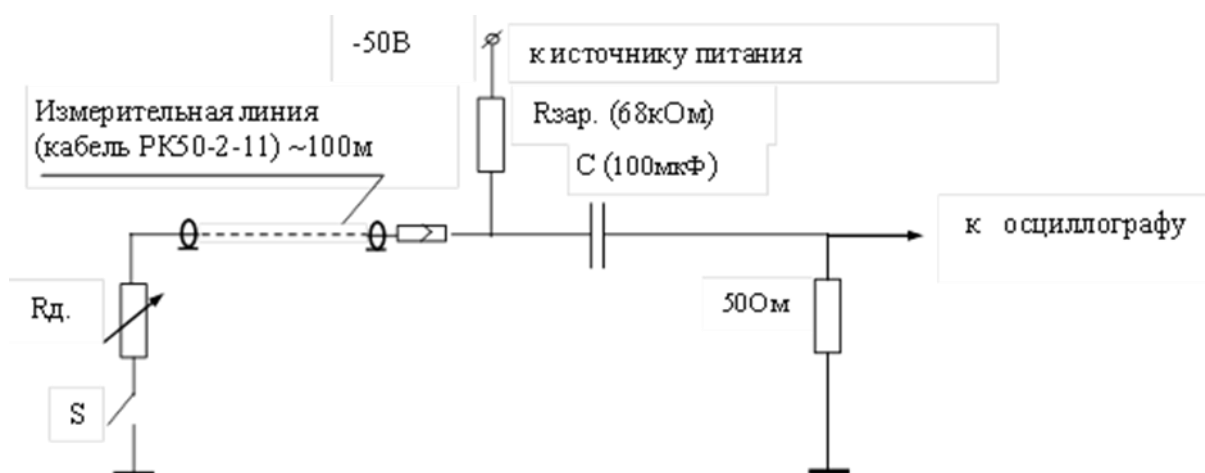 -50В
к источнику питания
Измерительная линия
(кабель РК50-2-11) ~100м
Rзар. (68кОм)
С (100мкФ)
к осциллографу
Rд.
50Ом
S